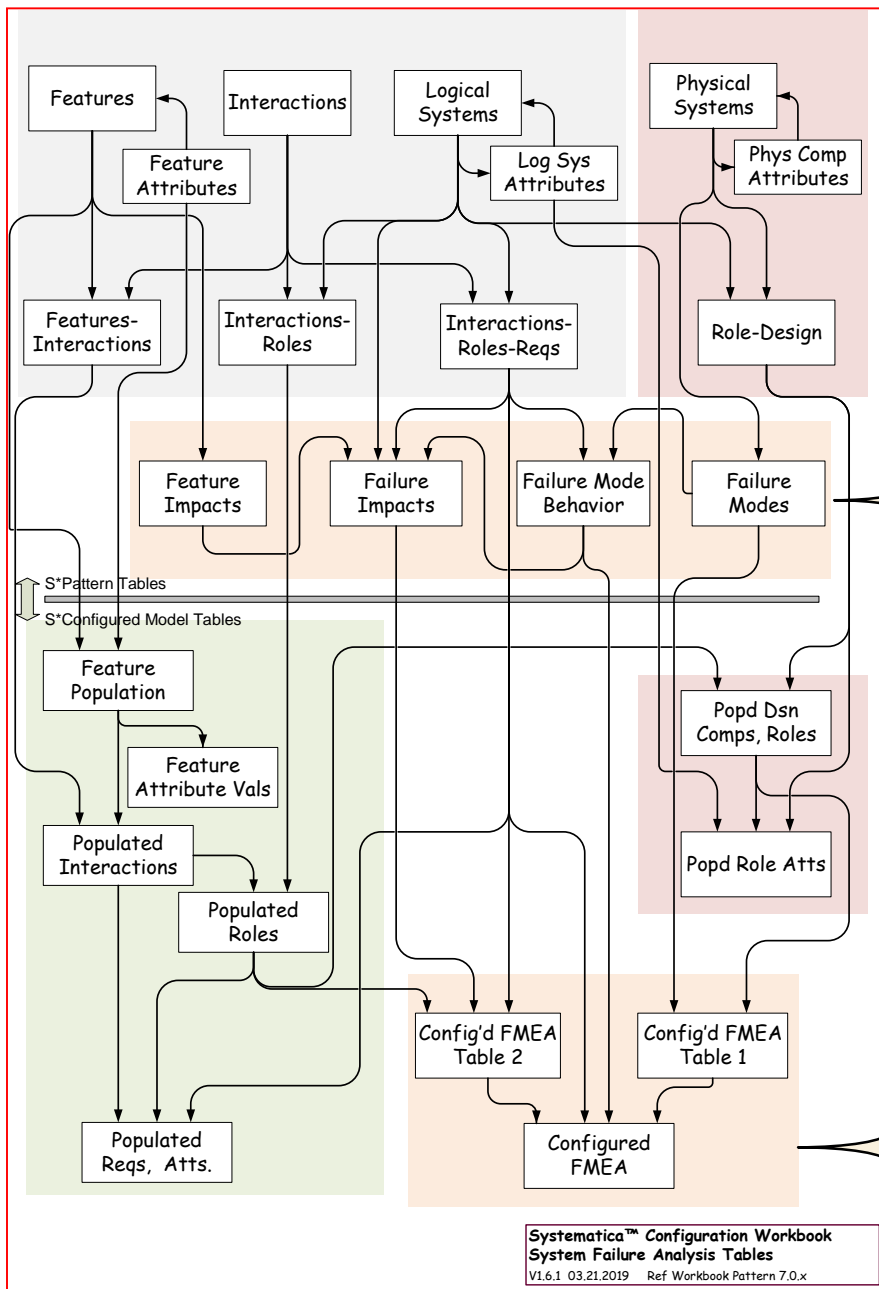 Features
Interactions
Logical
Systems
Physical
Systems
Feature
Attributes
Log Sys
Attributes
Phys Comp
Attributes
Features-
Interactions
Interactions-
Roles
Interactions-
Roles-Reqs
Role-Design
Feature
Impacts
Failure
Impacts
Failure Mode
Behavior
Failure
Modes
S*Pattern Tables
S*Configured Model Tables
Feature
Population
Popd Dsn
Comps, Roles
Feature
Attribute Vals
Populated
Interactions
Popd Role Atts
Populated
Roles
Config'd FMEA
Table 2
Config'd FMEA
Table 1
Populated
Reqs, Atts.
Configured
FMEA
Systematica™ Configuration Workbook
System Failure Analysis Tables
V1.6.1 03.21.2019 Ref Workbook Pattern 7.0.x